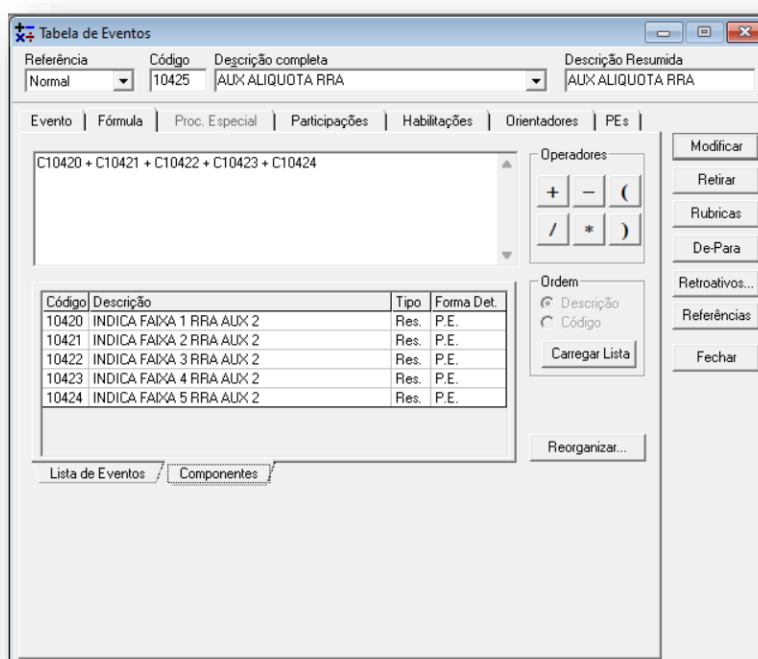 Tabela de Eventos
Referência Código Descrição completa Descrição Resumida
Normal 10425 AUX ALIQUOTA RRA AUX ALIQUOTA RRA
Evento Fórmula Proc. Especial Participações Habilitações Orientadores PEs
C10420 + C10421 + C10422 + C10423 + C10424
Operadores
+ − (
/ * )
Código Descrição Tipo Forma Det.
10420 INDICA FAIXA 1 RRA AUX 2 Res. P.E.
10421 INDICA FAIXA 2 RRA AUX 2 Res. P.E.
10422 INDICA FAIXA 3 RRA AUX 2 Res. P.E.
10423 INDICA FAIXA 4 RRA AUX 2 Res. P.E.
10424 INDICA FAIXA 5 RRA AUX 2 Res. P.E.
Ordem
Descrição
Código
Carregar Lista
Reorganizar...
Lista de Eventos Componentes
Modificar
Retirar
Rubricas
De-Para
Retroativos...
Referências
Fechar